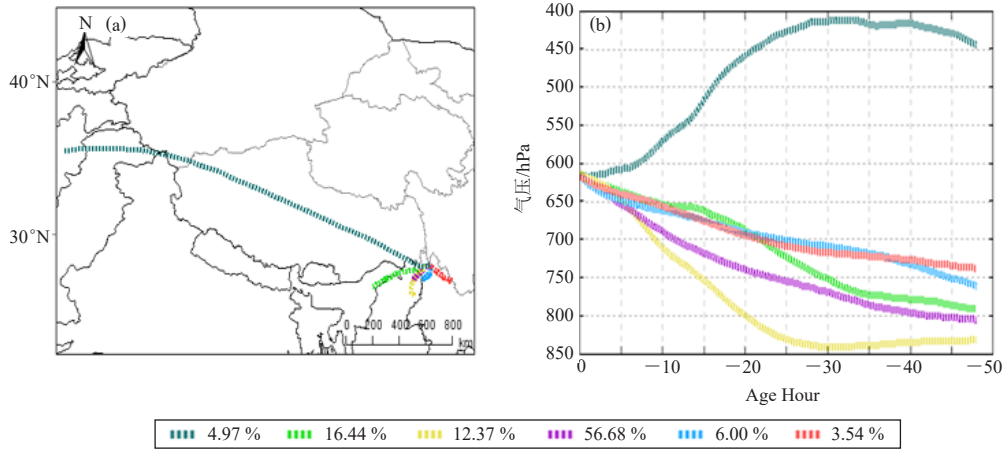 N
(a)
40°N
30°N
0 200 400 600 800
km
(b)
400
450
500
550
600
650
700
750
800
850
气压/hPa
0 −10 −20 −30 −40 −50
Age Hour
4.97 % 16.44 % 12.37 % 56.68 % 6.00 % 3.54 %